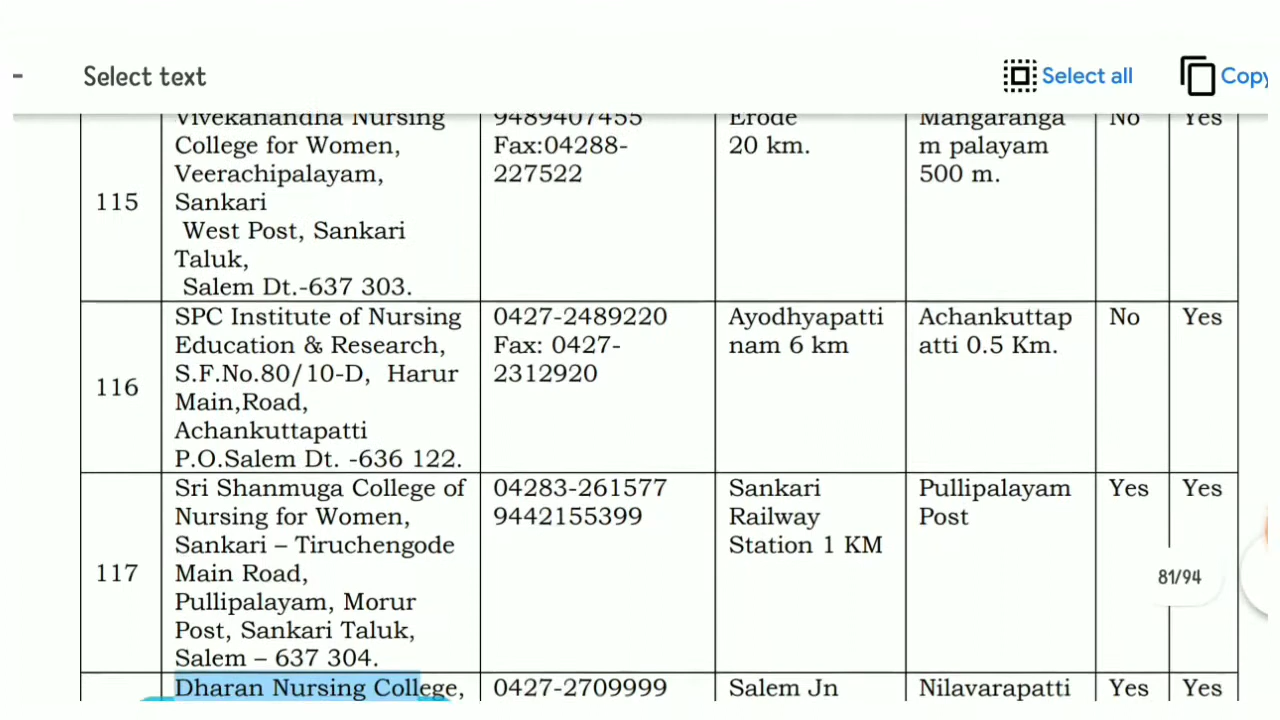 Select text
Select all
Copy
115
Vivekanandha Nursing
College for Women,
Veerachipalayam,
Sankari
West Post, Sankari
Taluk,
Salem Dt.-637 303.
9489407455
Fax:04288-
227522
Erode
20 km.
Mangaranga
m palayam
500 m.
No
Yes
116
SPC Institute of Nursing
Education & Research,
S.F.No.80/10-D, Harur
Main,Road,
Achankuttapatti
P.O.Salem Dt. -636 122.
0427-2489220
Fax: 0427-
2312920
Ayodhyapatti
nam 6 km
Achankuttap
atti 0.5 Km.
No
Yes
117
Sri Shanmuga College of
Nursing for Women,
Sankari – Tiruchengode
Main Road,
Pullipalayam, Morur
Post, Sankari Taluk,
Salem – 637 304.
04283-261577
9442155399
Sankari
Railway
Station 1 KM
Pullipalayam
Post
Yes
Yes
81/94
Dharan Nursing College,
0427-2709999
Salem Jn
Nilavarapatti
Yes
Yes